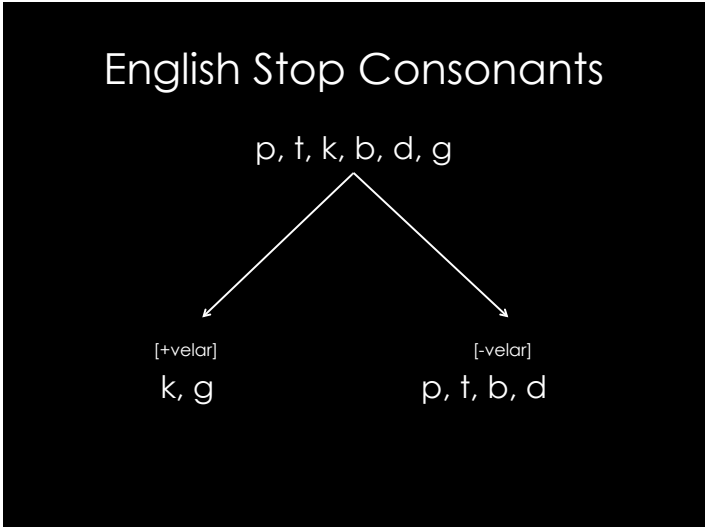 English Stop Consonants
p, t, k, b, d, g
[+velar] [-velar]
k, g p, t, b, d